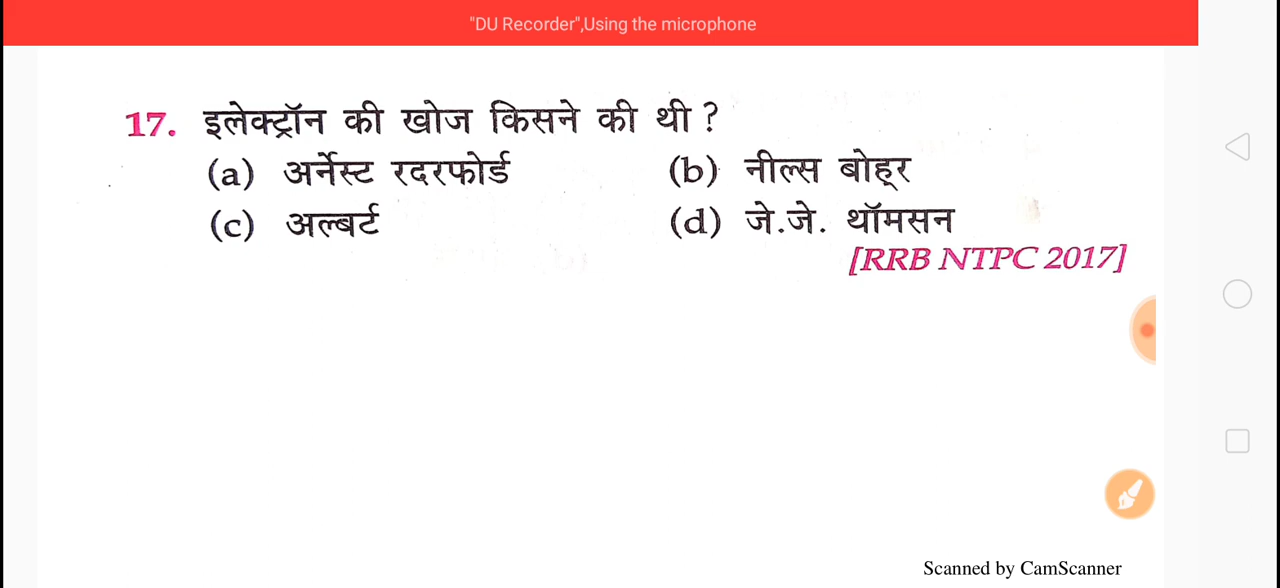 "DU Recorder",Using the microphone
17. इलेक्ट्रॉन की खोज किसने की थी ?
(a) अर्नेस्ट रदरफोर्ड (b) नील्स बोह्र
(c) अल्बर्ट (d) जे.जे. थॉमसन
[RRB NTPC 2017]
Scanned by CamScanner